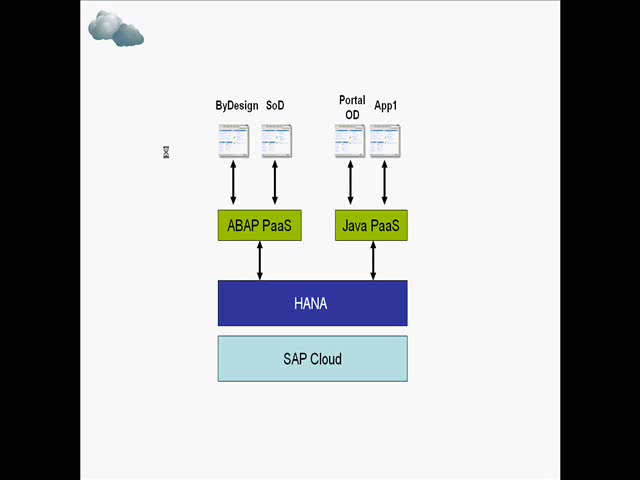 ByDesign SoD
Portal OD
App1
ABAP PaaS
Java PaaS
HANA
SAP Cloud